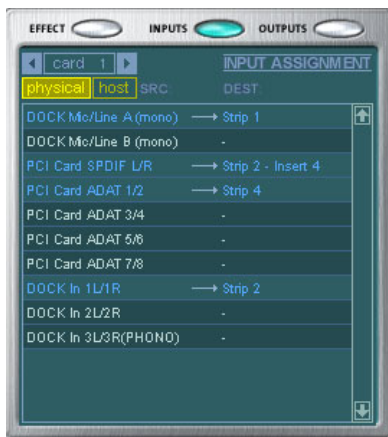 EFFECT INPUTS OUTPUTS
card 1 INPUT ASSIGNMENT
physical host SRC: DEST:
DOCK Mic/Line A (mono) → Strip 1
DOCK Mic/Line B (mono) -
PCI Card SPDIF L/R → Strip 2 - Insert 4
PCI Card ADAT 1/2 → Strip 4
PCI Card ADAT 3/4 -
PCI Card ADAT 5/6 -
PCI Card ADAT 7/8 -
DOCK In 1L/1R → Strip 2
DOCK In 2L/2R -
DOCK In 3L/3R(PHONO) -